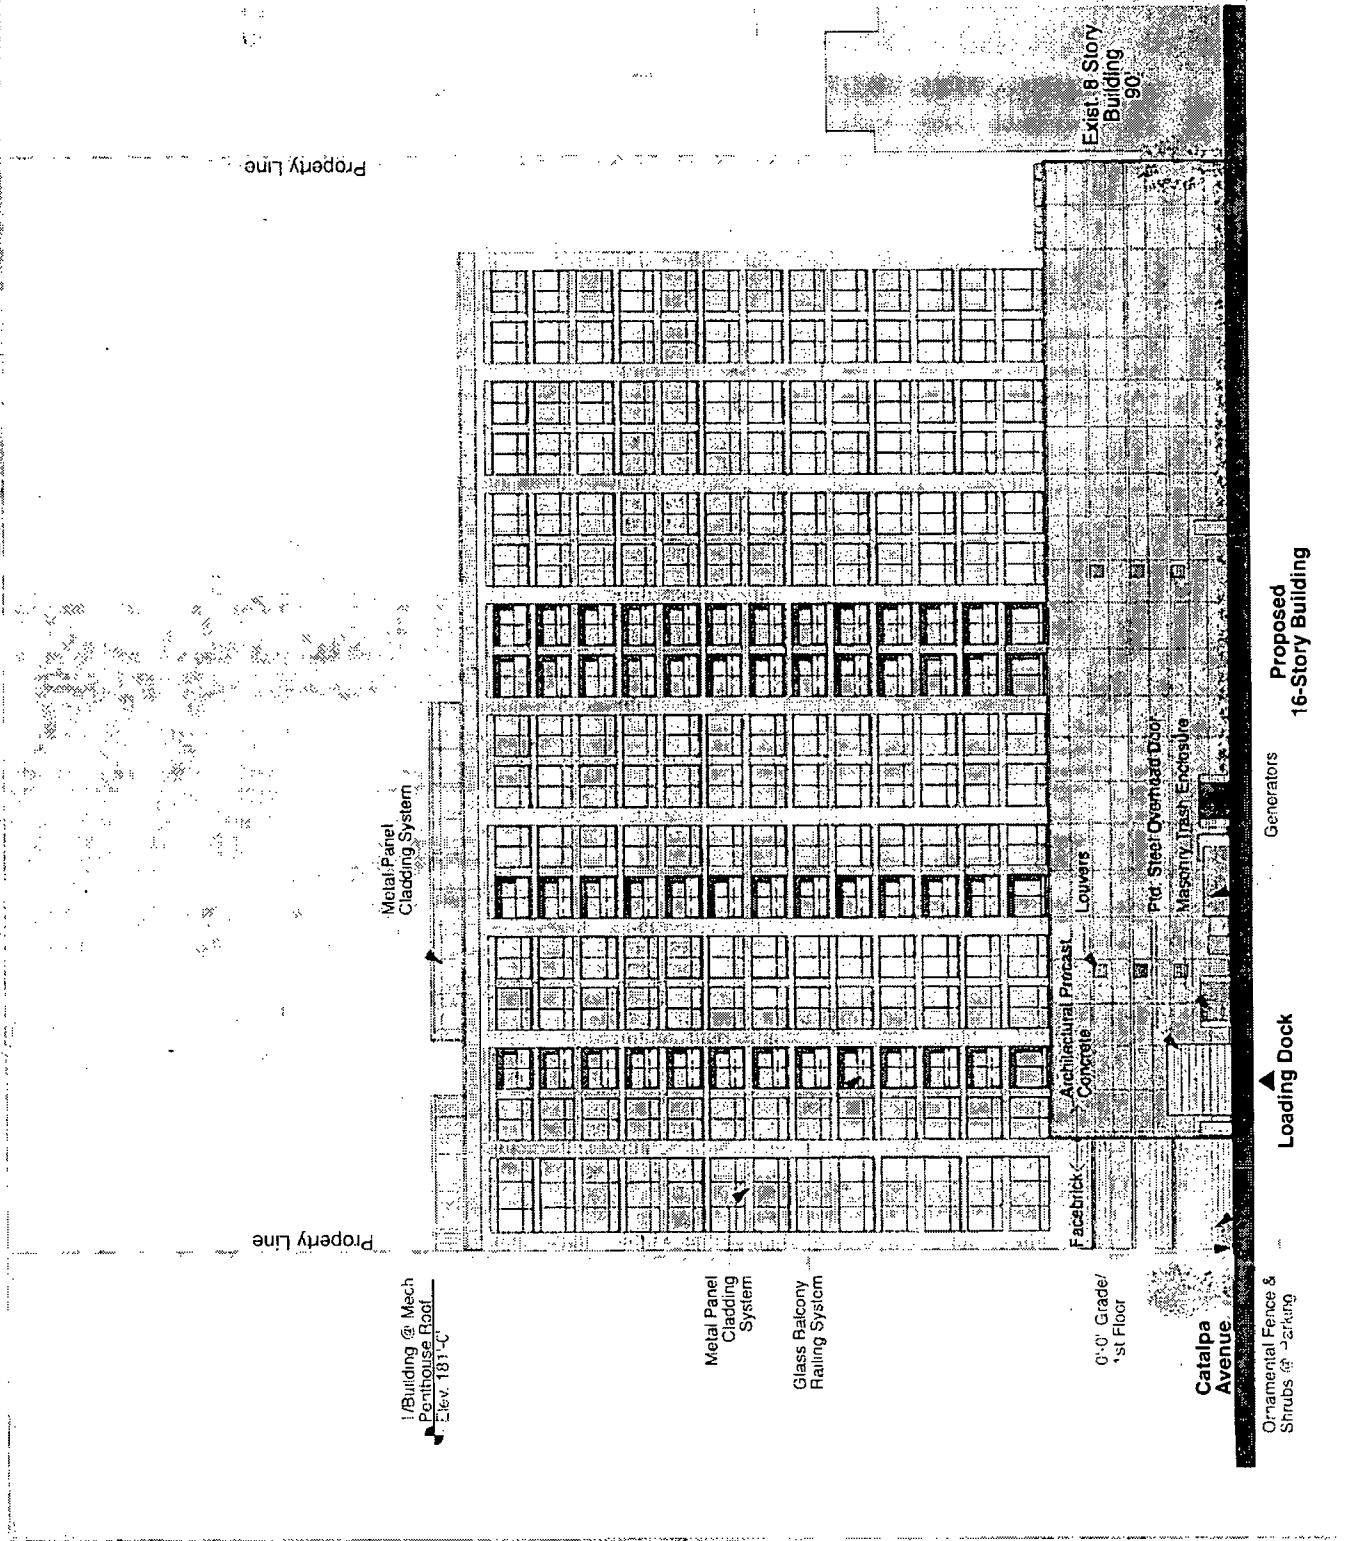 Property Line
Property Line
T/Building @ Mech
Penthouse Roof
Elev. 181'-0"
Metal Panel
Cladding System
Metal Panel
Cladding
System
Glass Balcony
Railing System
Facebrick
Architectural Precast
Concrete
Louvers
Exist. 8 Story
Building
90'
0'-0" Grade/
1st Floor
Ptd. Steel Overhead Door
Masonry Trash Enclosure
Catalpa
Avenue
Ornamental Fence &
Shrubs @ Parking
Loading Dock
Generators
Proposed
16-Story Building